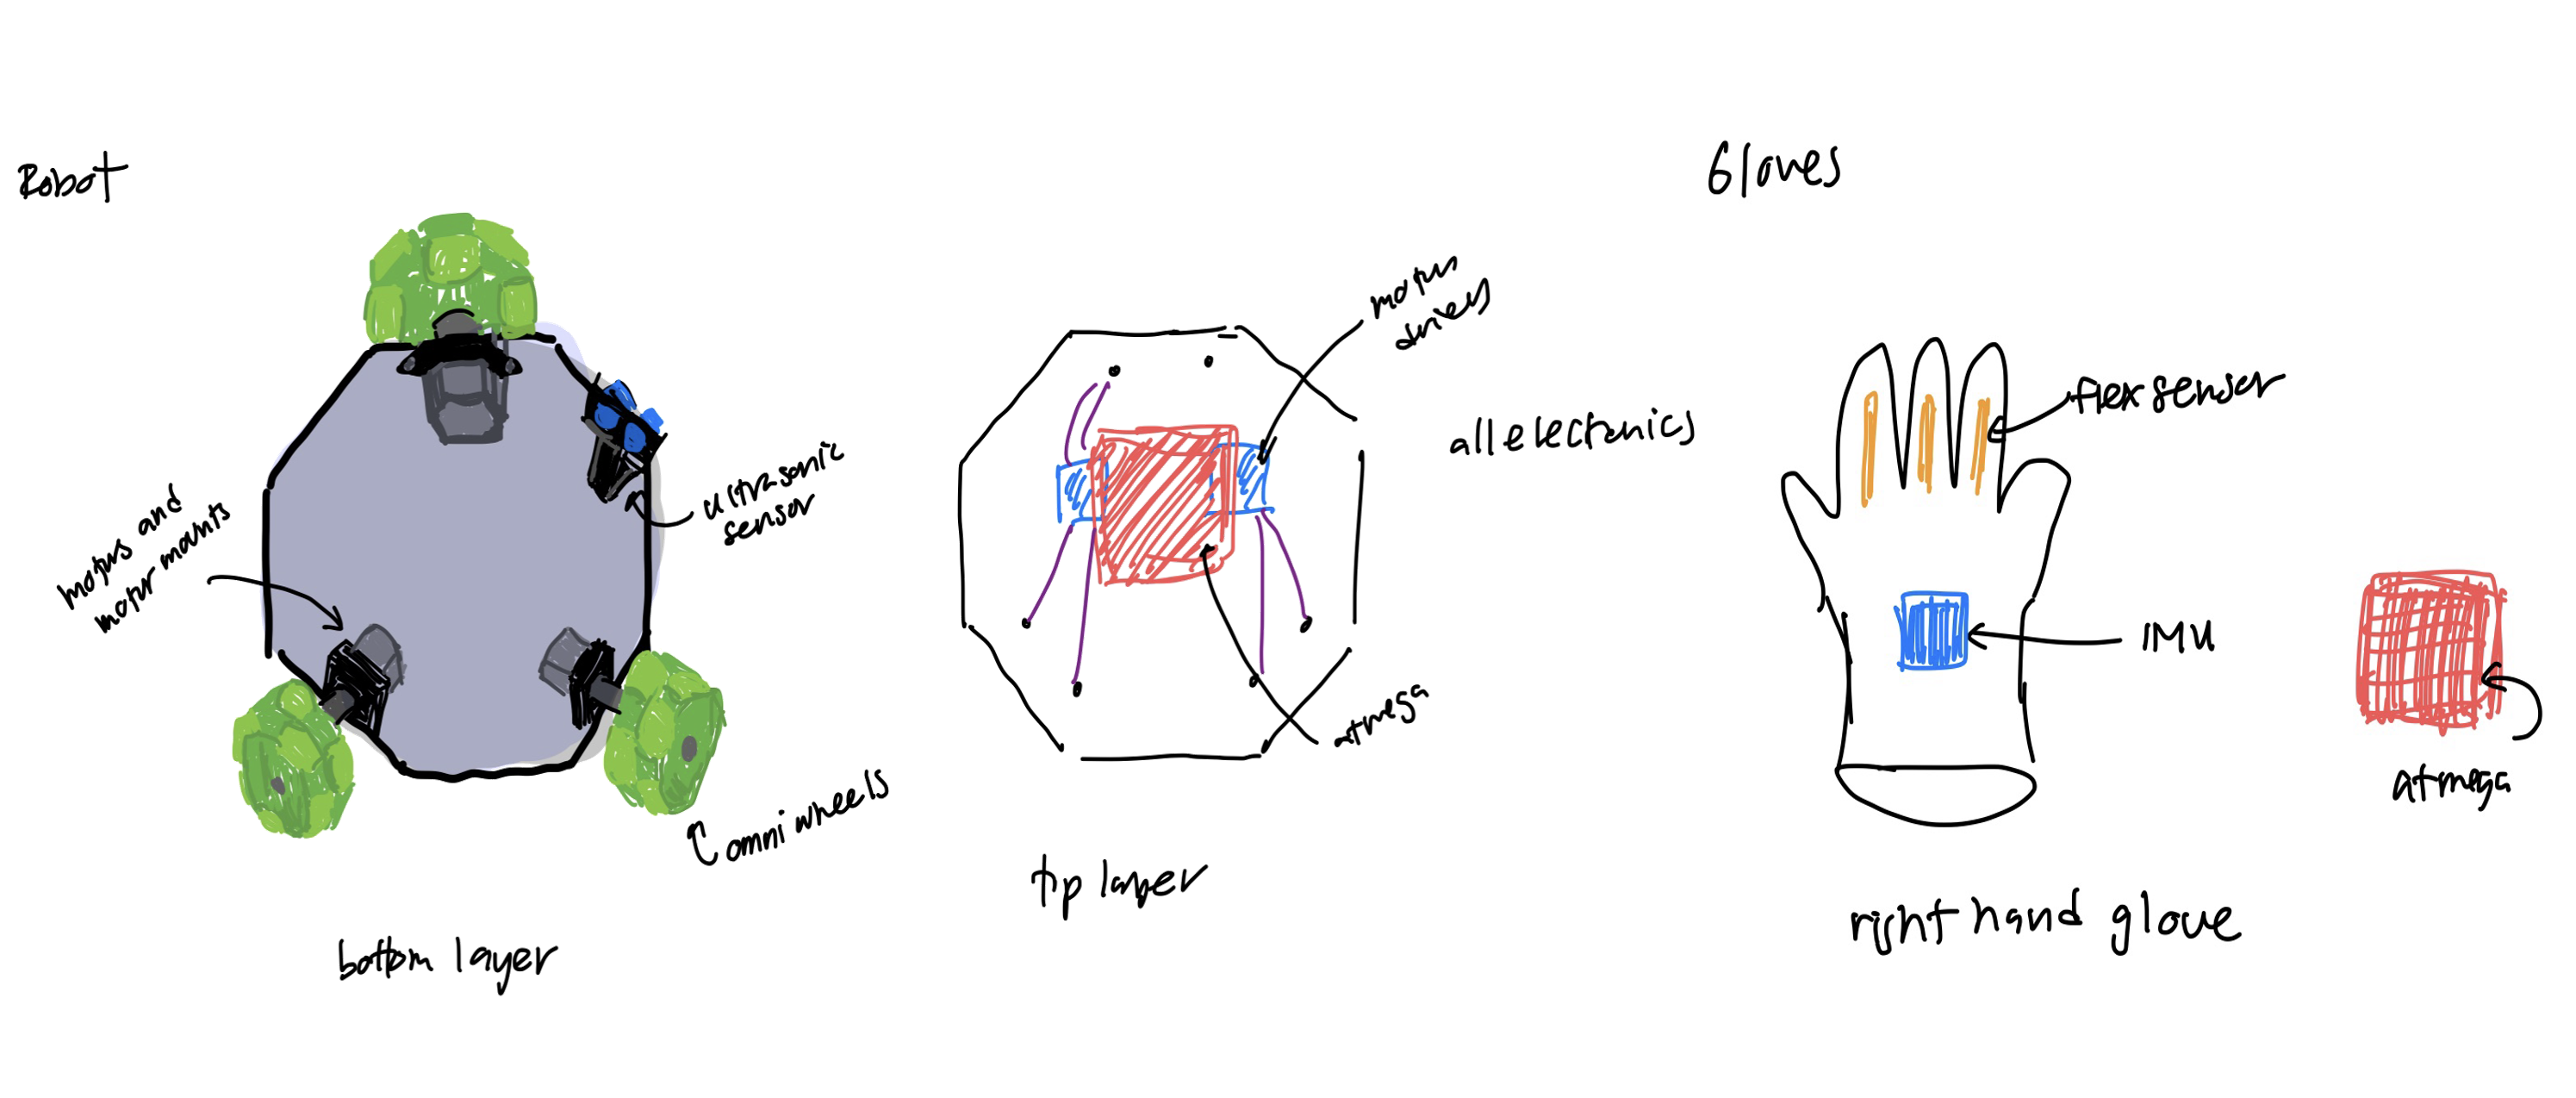 Robot
motors and
motor mounts
ultrasonic
sensor
omni wheels
bottom layer
motor
drivers
all electronics
atmega
top layer
Gloves
flex sensor
IMU
atmega
right hand glove